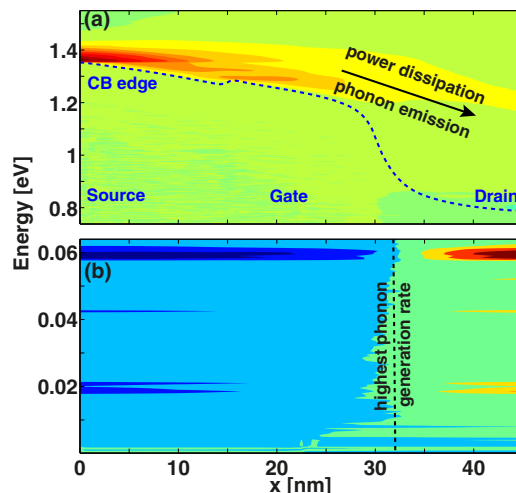 (a)
1.4
power dissipation
CB edge
phonon emission
1.2
1
Source
Gate
Drain
0.8
Energy [eV]
(b)
0.06
0.04
0.02
highest phonon
generation rate
0
10
20
30
40
x [nm]